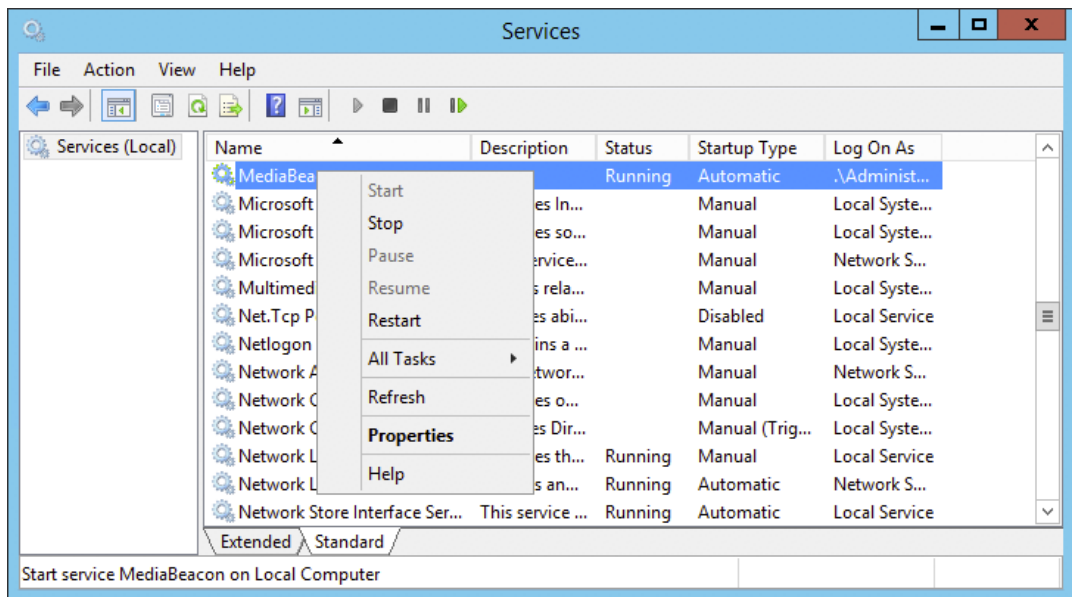 Services
File Action View Help
Services (Local)
Name Description Status Startup Type Log On As
MediaBea Running Automatic .\Administ...
Microsoft es In... Manual Local Syste...
Microsoft es so... Manual Local Syste...
Microsoft ervice... Manual Network S...
Multimed s rela... Manual Local Syste...
Net.Tcp P es abi... Disabled Local Service
Netlogon ins a ... Manual Local Syste...
Network A twor... Manual Network S...
Network C es o... Manual Local Syste...
Network C es Dir... Manual (Trig... Local Syste...
Network L es th... Running Manual Local Service
Network L s an... Running Automatic Network S...
Network Store Interface Ser... This service ... Running Automatic Local Service
Start
Stop
Pause
Resume
Restart
All Tasks
Refresh
Properties
Help
Extended Standard
Start service MediaBeacon on Local Computer